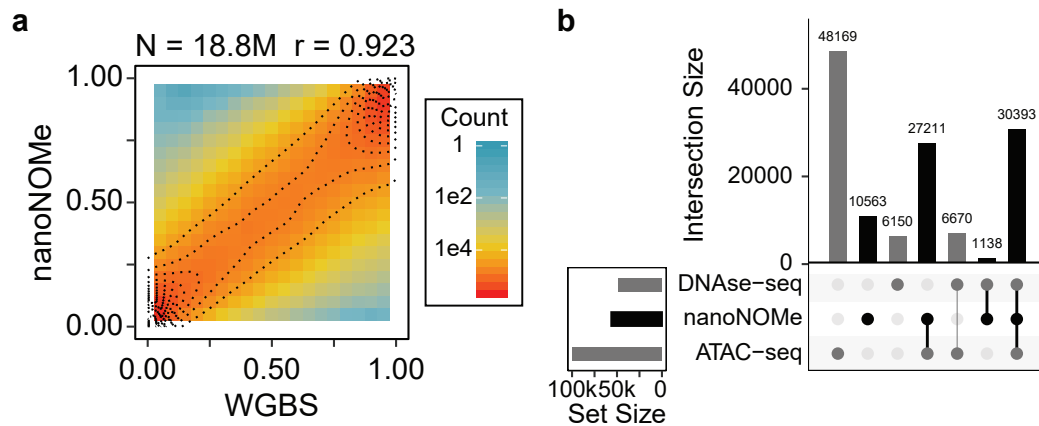 a
N = 18.8M r = 0.923
nanoNOMe
1.00
0.50
0.00
0.00 0.50 1.00
WGBS
Count
1
1e2
1e4
b
Intersection Size
40000
20000
0
48169
10563
6150
27211
6670
1138
30393
DNAse-seq
nanoNOMe
ATAC-seq
100k 50k 0
Set Size